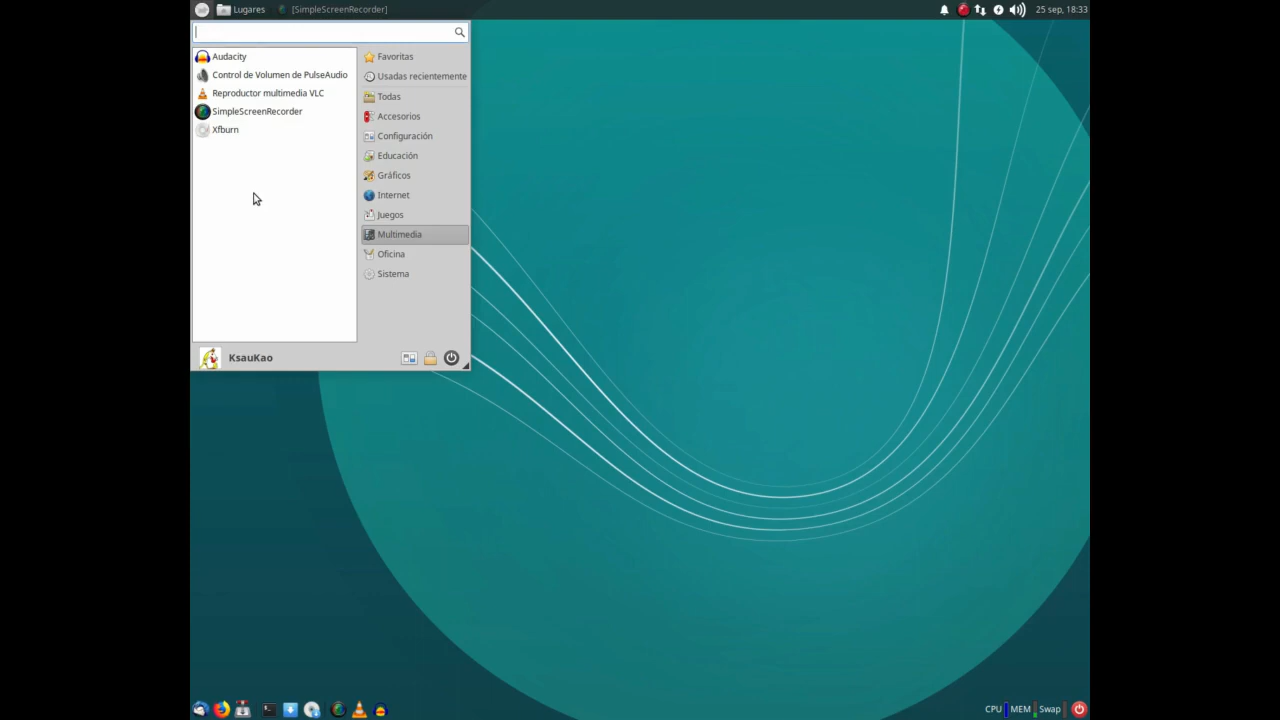 Lugares
[SimpleScreenRecorder]
25 sep, 18:33
Audacity
Control de Volumen de PulseAudio
Reproductor multimedia VLC
SimpleScreenRecorder
Xfburn
Favoritas
Usadas recientemente
Todas
Accesorios
Configuración
Educación
Gráficos
Internet
Juegos
Multimedia
Oficina
Sistema
KsauKao
CPU
MEM
Swap